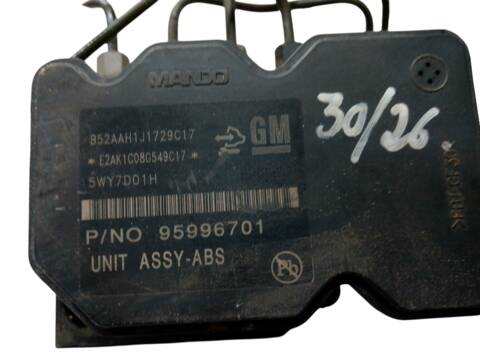 MANDO
B52AAH1J1729C17
*E2AK1C080549C17*
5WY7D01H
GM
P/NO 95996701
UNIT ASSY-ABS
Pb
30/26